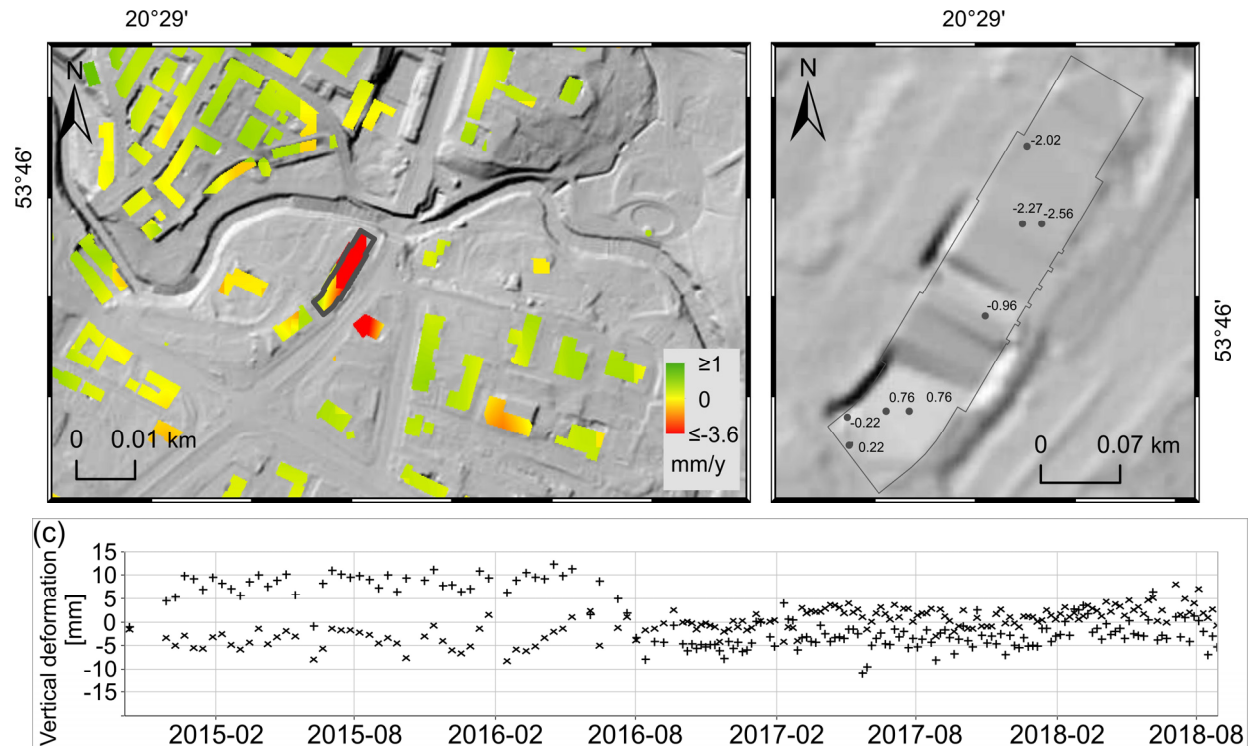 20°29'
20°29'
53°46'
N
≥1
0
≤-3.6
mm/y
0 0.01 km
N
-2.02
-2.27 -2.56
-0.96
0.76 0.76
-0.22
0.22
0 0.07 km
53°46'
(c)
Vertical deformation
[mm]
15
10
5
0
-5
-10
-15
2015-02 2015-08 2016-02 2016-08 2017-02 2017-08 2018-02 2018-08